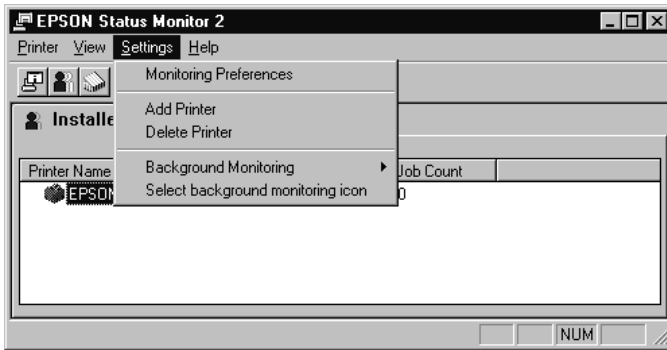 EPSON Status Monitor 2
Printer View Settings Help
Monitoring Preferences
Add Printer
Delete Printer
Background Monitoring
Select background monitoring icon
Printer Name Job Count
EPSON 0
NUM